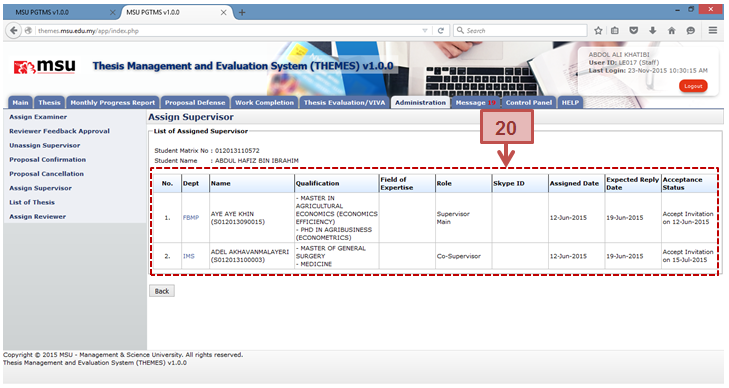 MSU PGTMS v1.0.0
MSU PGTMS v1.0.0
themes.msu.edu.my/app/index.php
Search
msu
Thesis Management and Evaluation System (THEMES) v1.0.0
ABDOL ALI KHATIBI
User ID: LE017 (Staff)
Last Login: 23-Nov-2015 10:30:15 AM
Logout
Main Thesis Monthly Progress Report Proposal Defense Work Completion Thesis Evaluation/VIVA Administration Message Control Panel HELP
Assign Examiner
Reviewer Feedback Approval
Unassign Supervisor
Proposal Confirmation
Proposal Cancellation
Assign Supervisor
List of Thesis
Assign Reviewer
Assign Supervisor
List of Assigned Supervisor
20
Student Matrix No : 012013110572
Student Name : ABDUL HAFIZ BIN IBRAHIM
No. Dept Name Qualification Field of Expertise Role Skype ID Assigned Date Expected Reply Date Acceptance Status
1. FBMP AYE AYE KHIN (S012013090015) - MASTER IN AGRICULTURAL ECONOMICS (ECONOMICS EFFICIENCY) - PHD IN AGRIBUSINESS (ECONOMETRICS) Supervisor Main 12-Jun-2015 19-Jun-2015 Accept Invitation on 12-Jun-2015
2. IMS ADEL AKHAVANMALAYERI (S012013100003) - MASTER OF GENERAL SURGERY - MEDICINE Co-Supervisor 12-Jun-2015 19-Jun-2015 Accept Invitation on 15-Jul-2015
Back
Copyright © 2015 MSU - Management & Science University. All rights reserved.
Thesis Management and Evaluation System (THEMES) v1.0.0